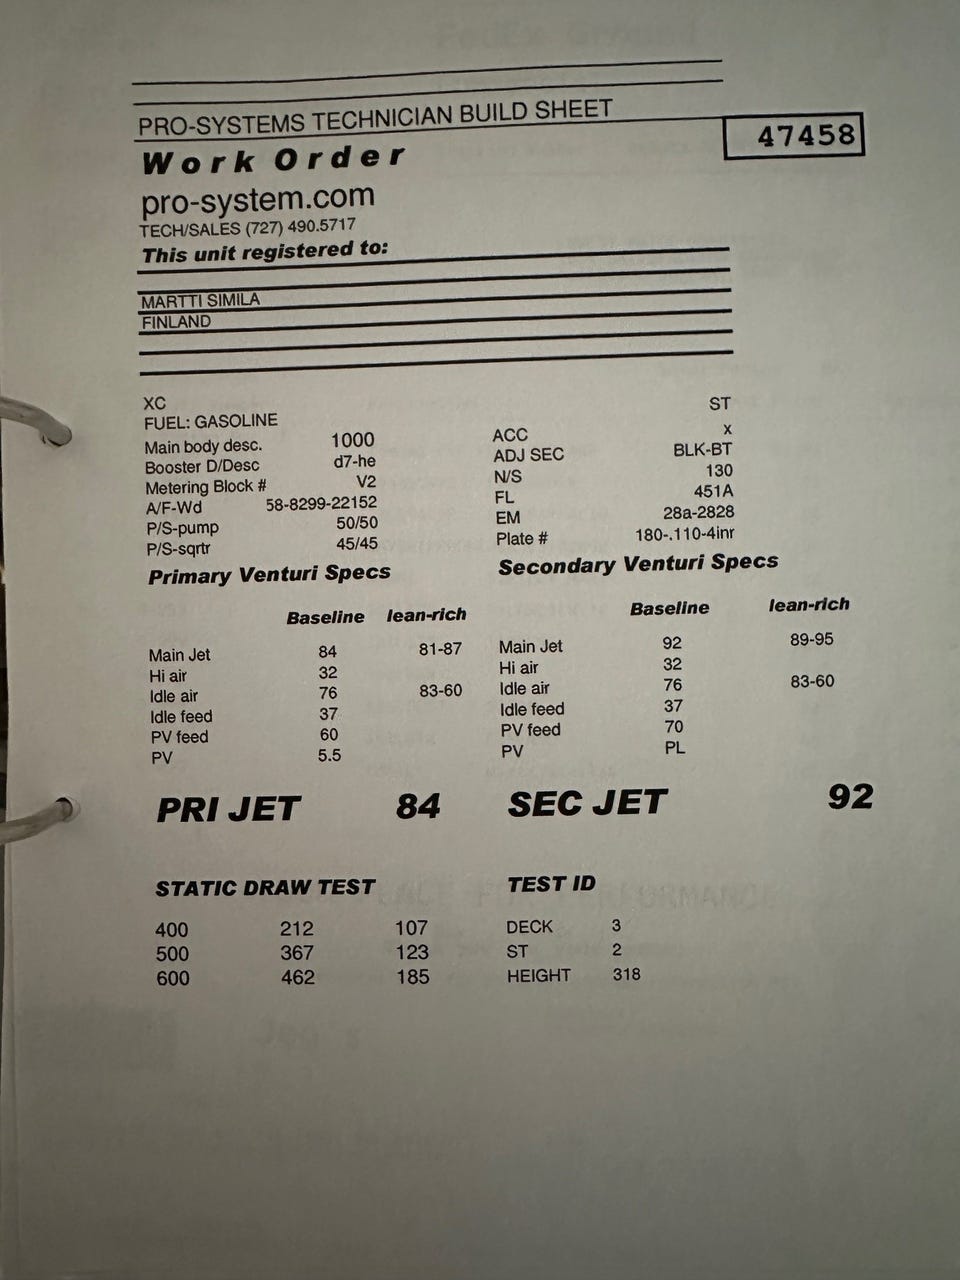 PRO-SYSTEMS TECHNICIAN BUILD SHEET
47458
Work Order
pro-system.com
TECH/SALES (727) 490.5717
This unit registered to:
MARTTI SIMILA
FINLAND
XC ST
FUEL: GASOLINE
Main body desc. 1000 ACC x
Booster D/Desc d7-he ADJ SEC BLK-BT
Metering Block # V2 N/S 130
A/F-Wd 58-8299-22152 FL 451A
P/S-pump 50/50 EM 28a-2828
P/S-sqrtr 45/45 Plate # 180-.110-4inr
Primary Venturi Specs Secondary Venturi Specs
Baseline lean-rich Baseline lean-rich
Main Jet 84 81-87 Main Jet 92 89-95
Hi air 32 Hi air 32
Idle air 76 83-60 Idle air 76 83-60
Idle feed 37 Idle feed 37
PV feed 60 PV feed 70
PV 5.5 PV PL
PRI JET 84 SEC JET 92
STATIC DRAW TEST TEST ID
400 212 107 DECK 3
500 367 123 ST 2
600 462 185 HEIGHT 318